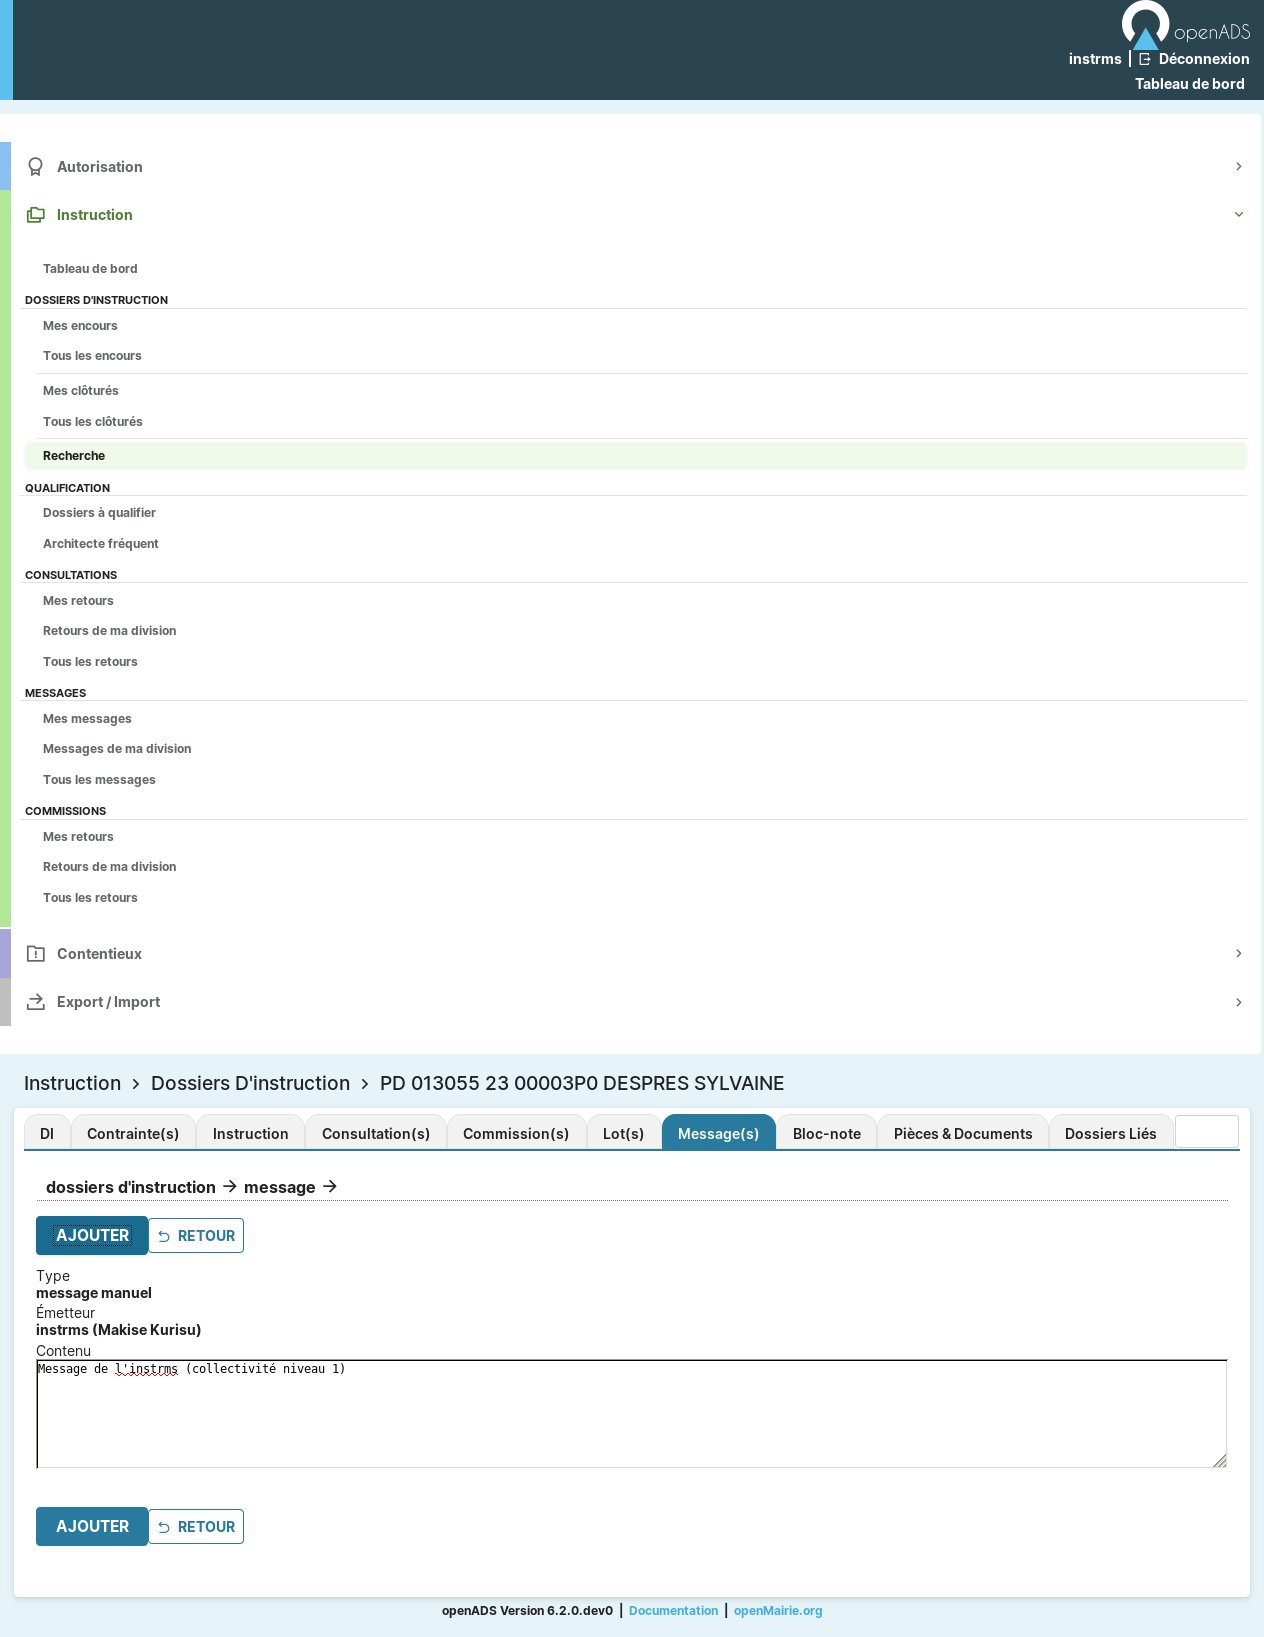 openADS
instrms | Déconnexion
Tableau de bord
Autorisation
Instruction
Tableau de bord
DOSSIERS D'INSTRUCTION
Mes encours
Tous les encours
Mes clôturés
Tous les clôturés
Recherche
QUALIFICATION
Dossiers à qualifier
Architecte fréquent
CONSULTATIONS
Mes retours
Retours de ma division
Tous les retours
MESSAGES
Mes messages
Messages de ma division
Tous les messages
COMMISSIONS
Mes retours
Retours de ma division
Tous les retours
Contentieux
Export / Import
Instruction > Dossiers D'instruction > PD 013055 23 00003P0 DESPRES SYLVAINE
DI Contrainte(s) Instruction Consultation(s) Commission(s) Lot(s) Message(s) Bloc-note Pièces & Documents Dossiers Liés
dossiers d'instruction → message →
AJOUTER RETOUR
Type
message manuel
Émetteur
instrms (Makise Kurisu)
Contenu
Message de l'instrms (collectivité niveau 1)
AJOUTER RETOUR
openADS Version 6.2.0.dev0 | Documentation | openMairie.org